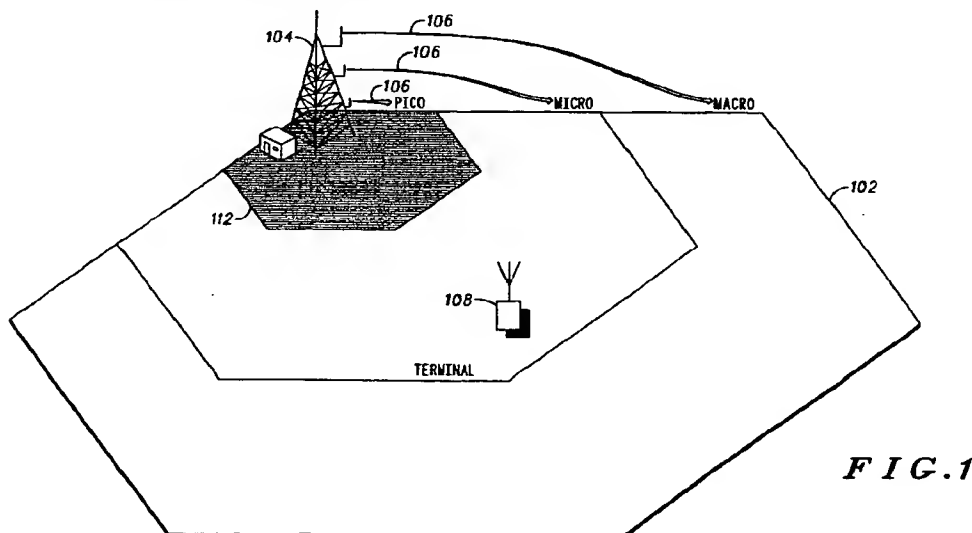 106
104
106
106
PICO
MICRO
MACRO
102
112
108
TERMINAL
FIG.1